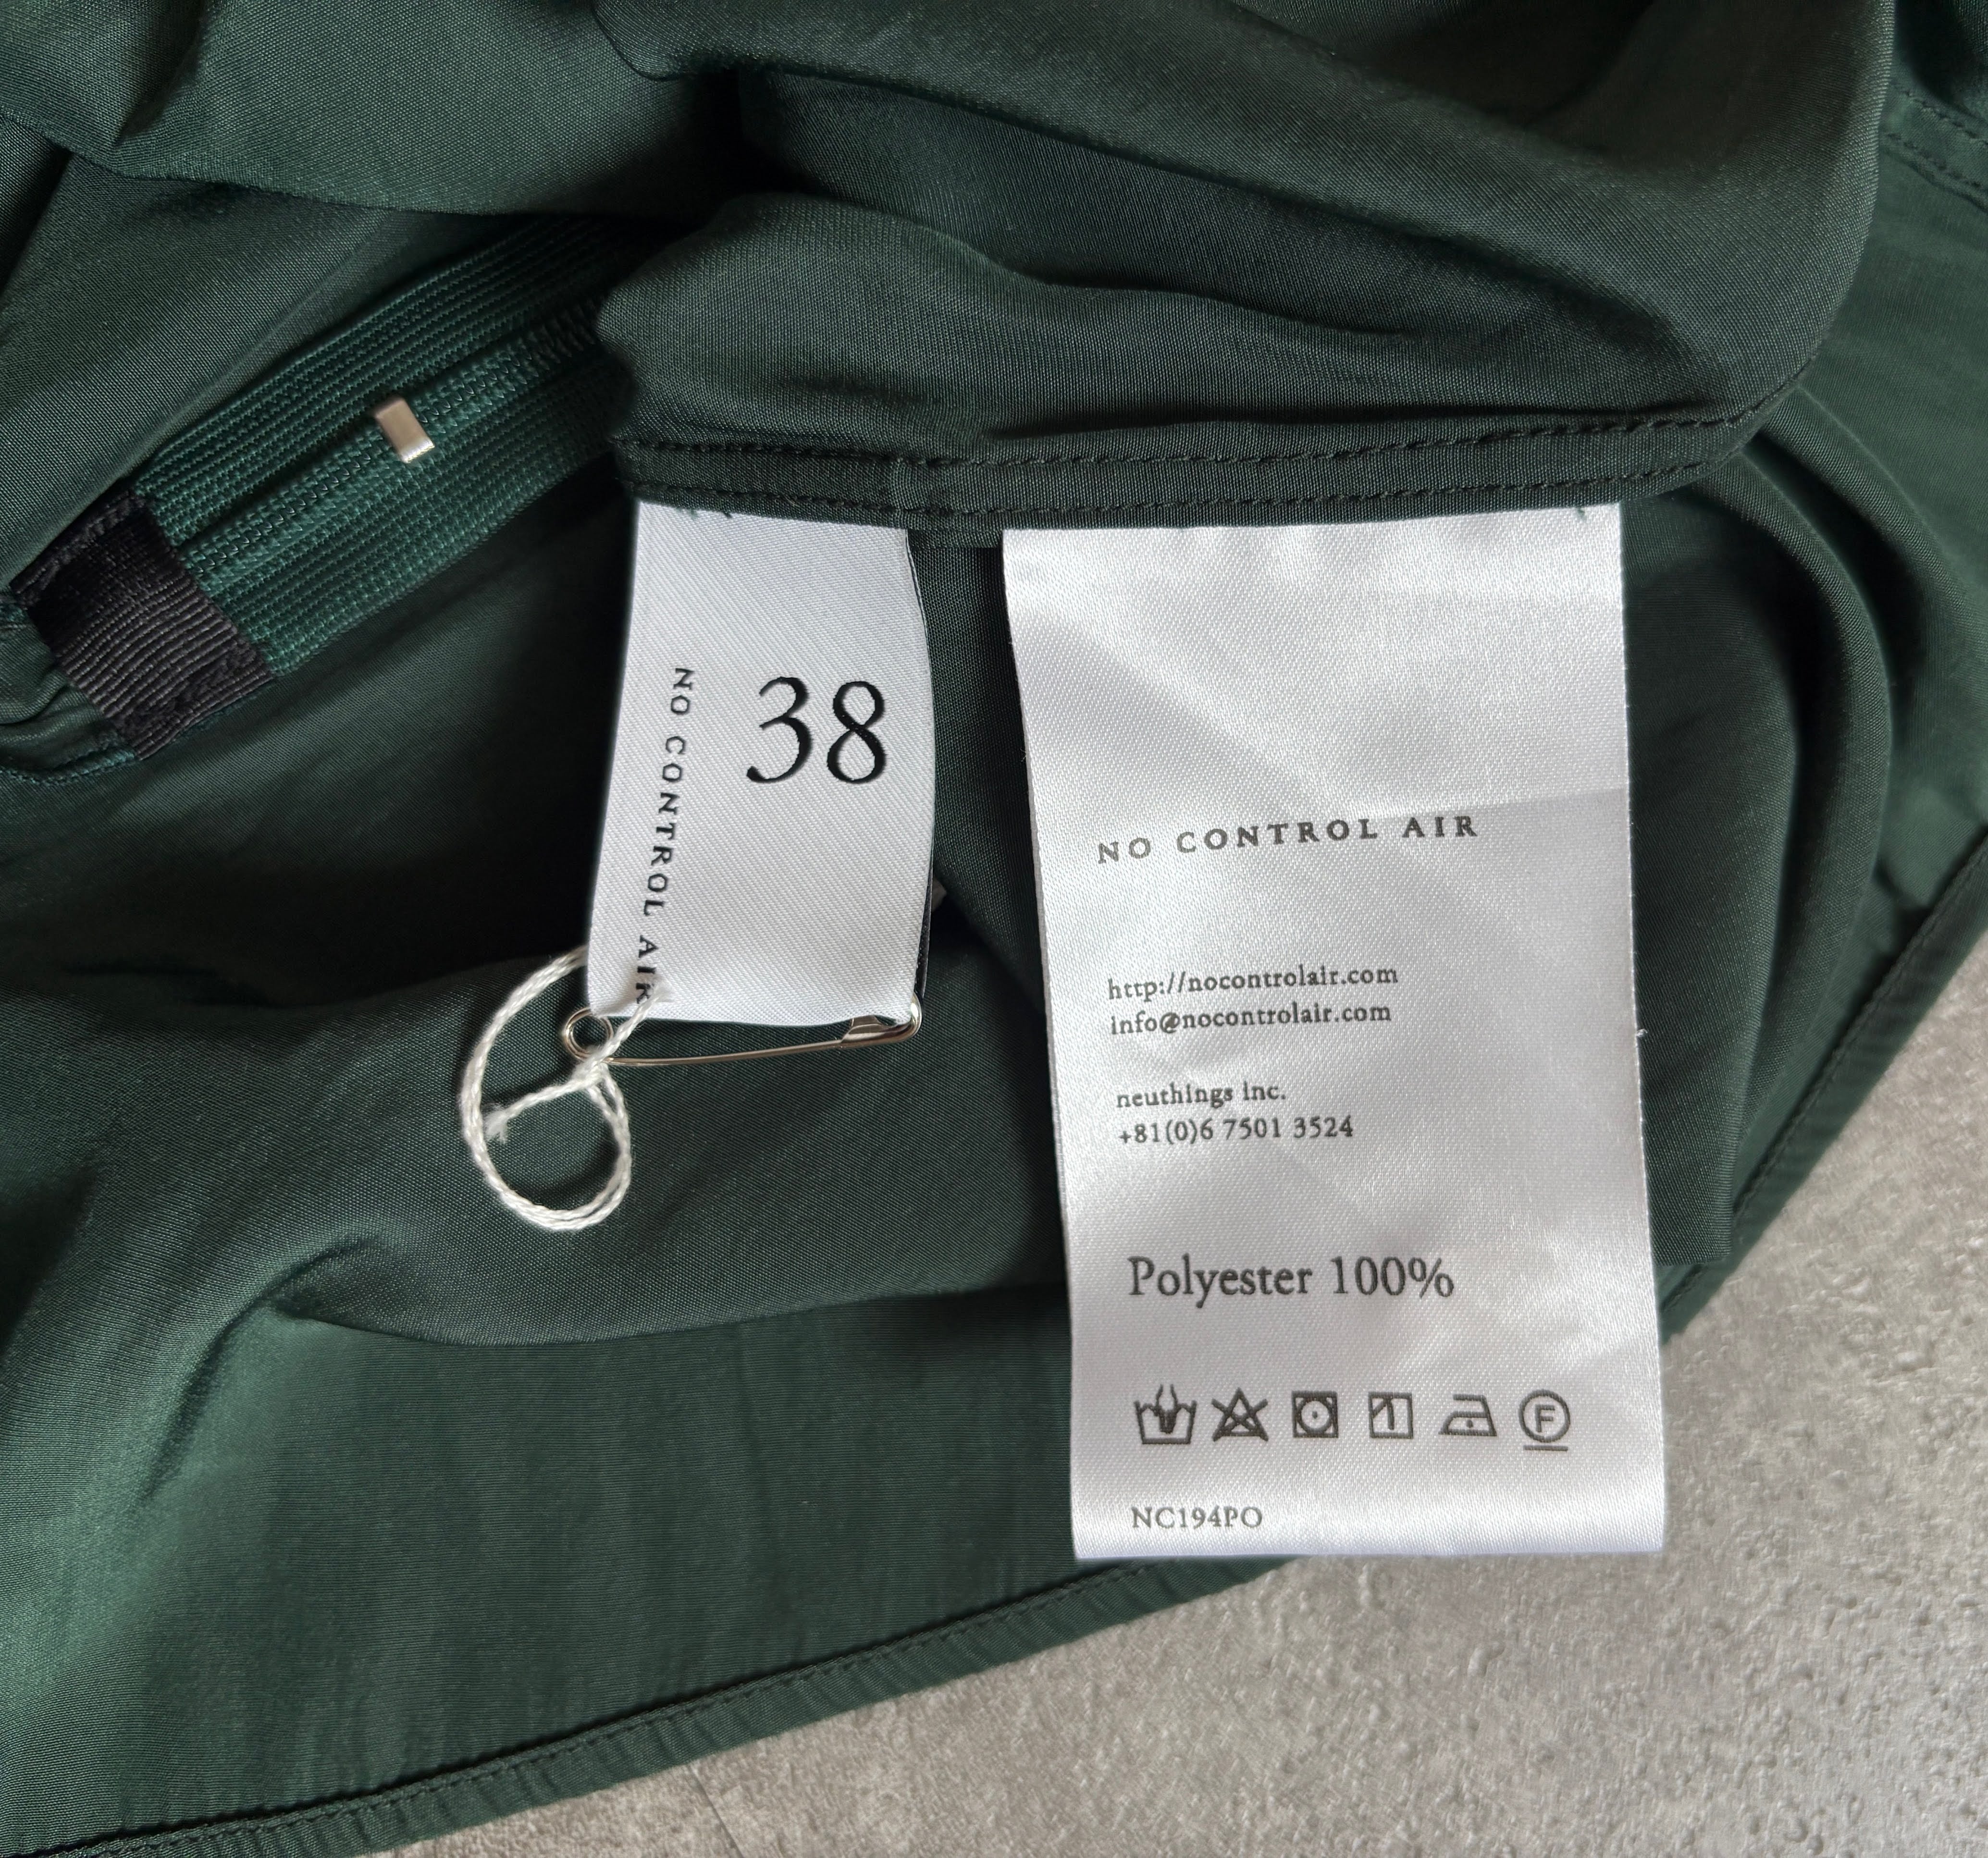 38
NO CONTROL AIR
NO CONTROL AIR
http://nocontrolair.com
info@nocontrolair.com
neuthings inc.
+81(0)6 7501 3524
Polyester 100%
F
NC194PO